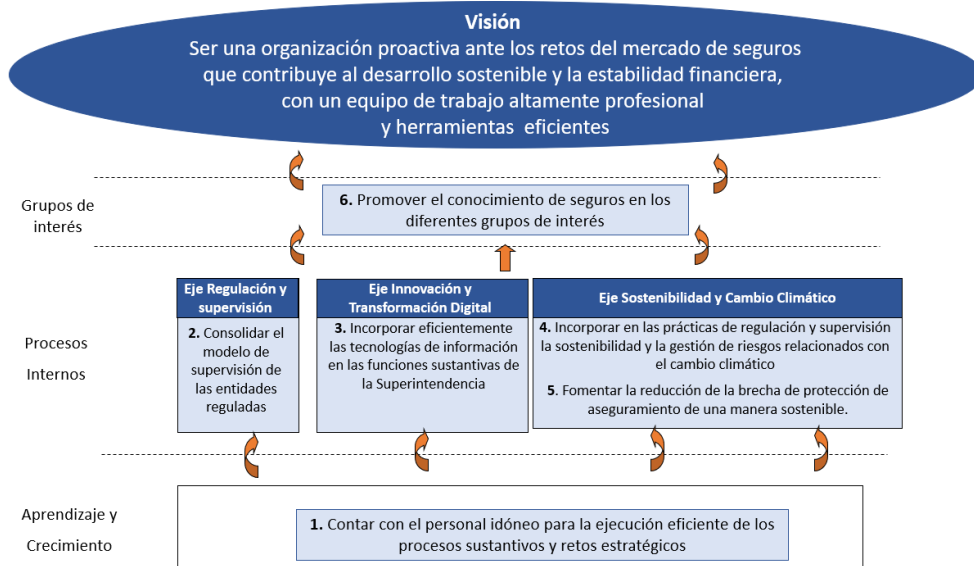 Visión
Ser una organización proactiva ante los retos del mercado de seguros
que contribuye al desarrollo sostenible y la estabilidad financiera,
con un equipo de trabajo altamente profesional
y herramientas eficientes
Grupos de
interés
6. Promover el conocimiento de seguros en los
diferentes grupos de interés
Procesos
Internos
Eje Regulación y
supervisión
2. Consolidar el
modelo de
supervisión de
las entidades
reguladas
Eje Innovación y
Transformación Digital
3. Incorporar eficientemente
las tecnologías de información
en las funciones sustantivas de
la Superintendencia
Eje Sostenibilidad y Cambio Climático
4. Incorporar en las prácticas de regulación y supervisión
la sostenibilidad y la gestión de riesgos relacionados con
el cambio climático
5. Fomentar la reducción de la brecha de protección de
aseguramiento de una manera sostenible.
Aprendizaje y
Crecimiento
1. Contar con el personal idóneo para la ejecución eficiente de los
procesos sustantivos y retos estratégicos